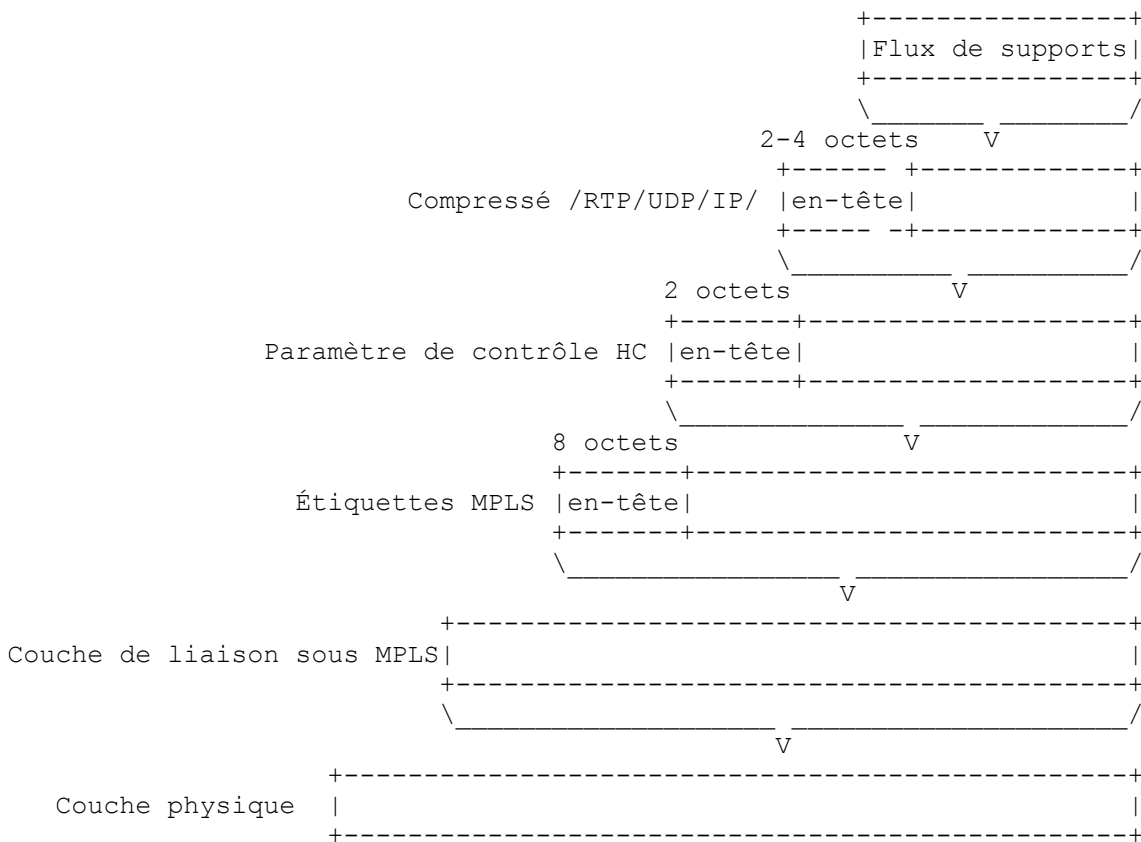 Flux de supports
2-4 octets V
Compressé /RTP/UDP/IP/ |en-tête|
2 octets V
Paramètre de contrôle HC |en-tête|
8 octets V
Étiquettes MPLS |en-tête|
V
Couche de liaison sous MPLS
V
Couche physique